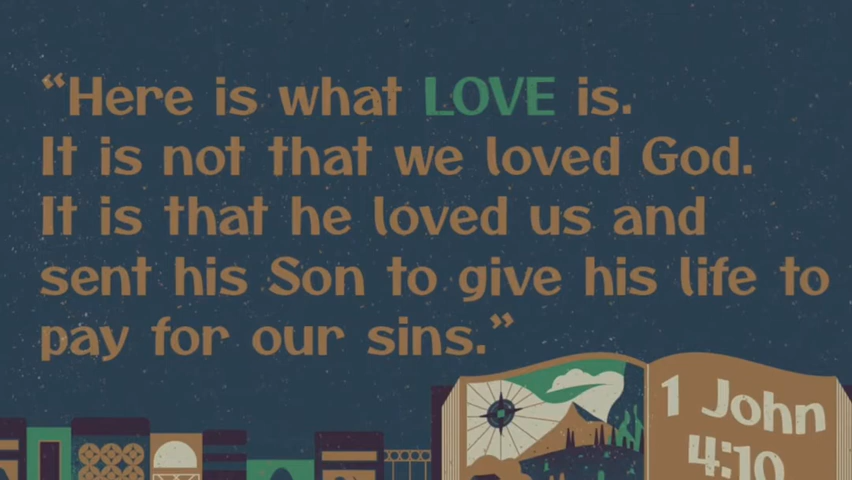 “Here is what LOVE is.
It is not that we loved God.
It is that he loved us and
sent his Son to give his life to
pay for our sins.”
1 John
4:10